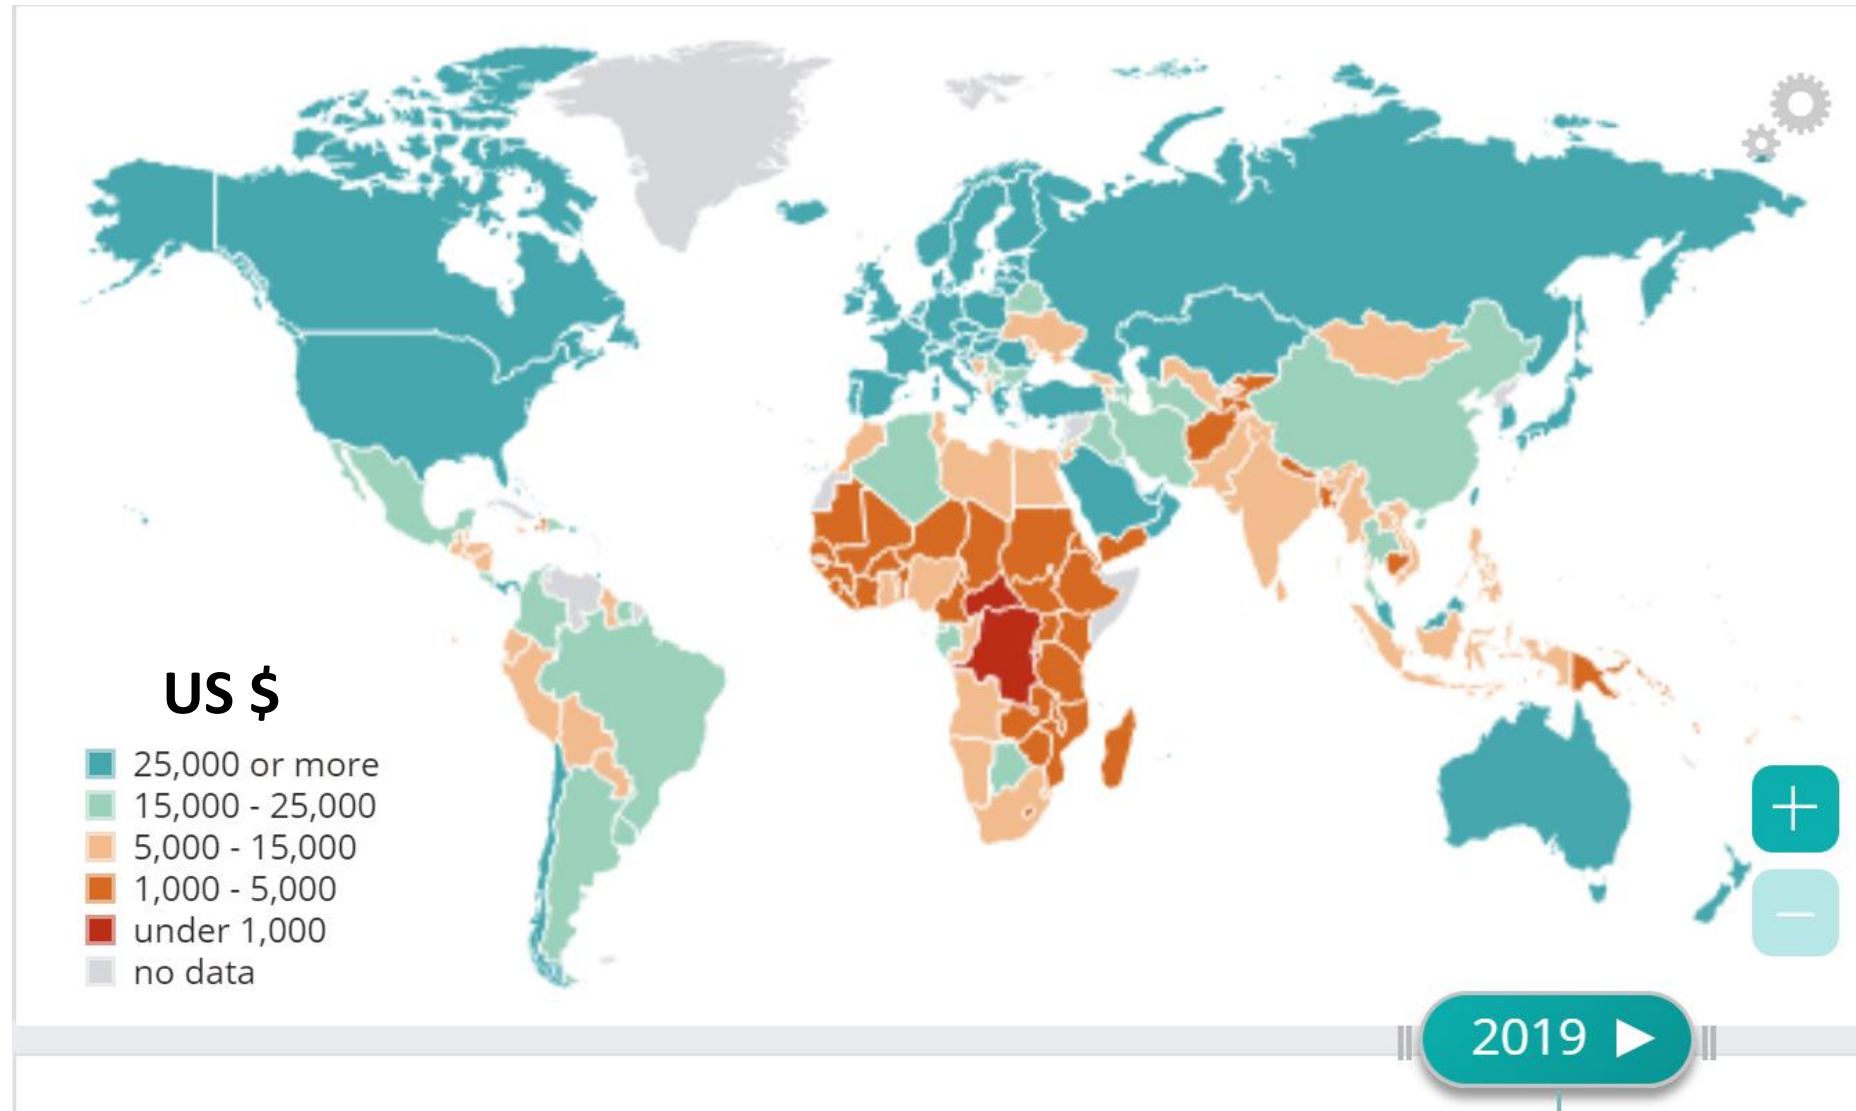 US $
25,000 or more
15,000 - 25,000
5,000 - 15,000
1,000 - 5,000
under 1,000
no data
2019